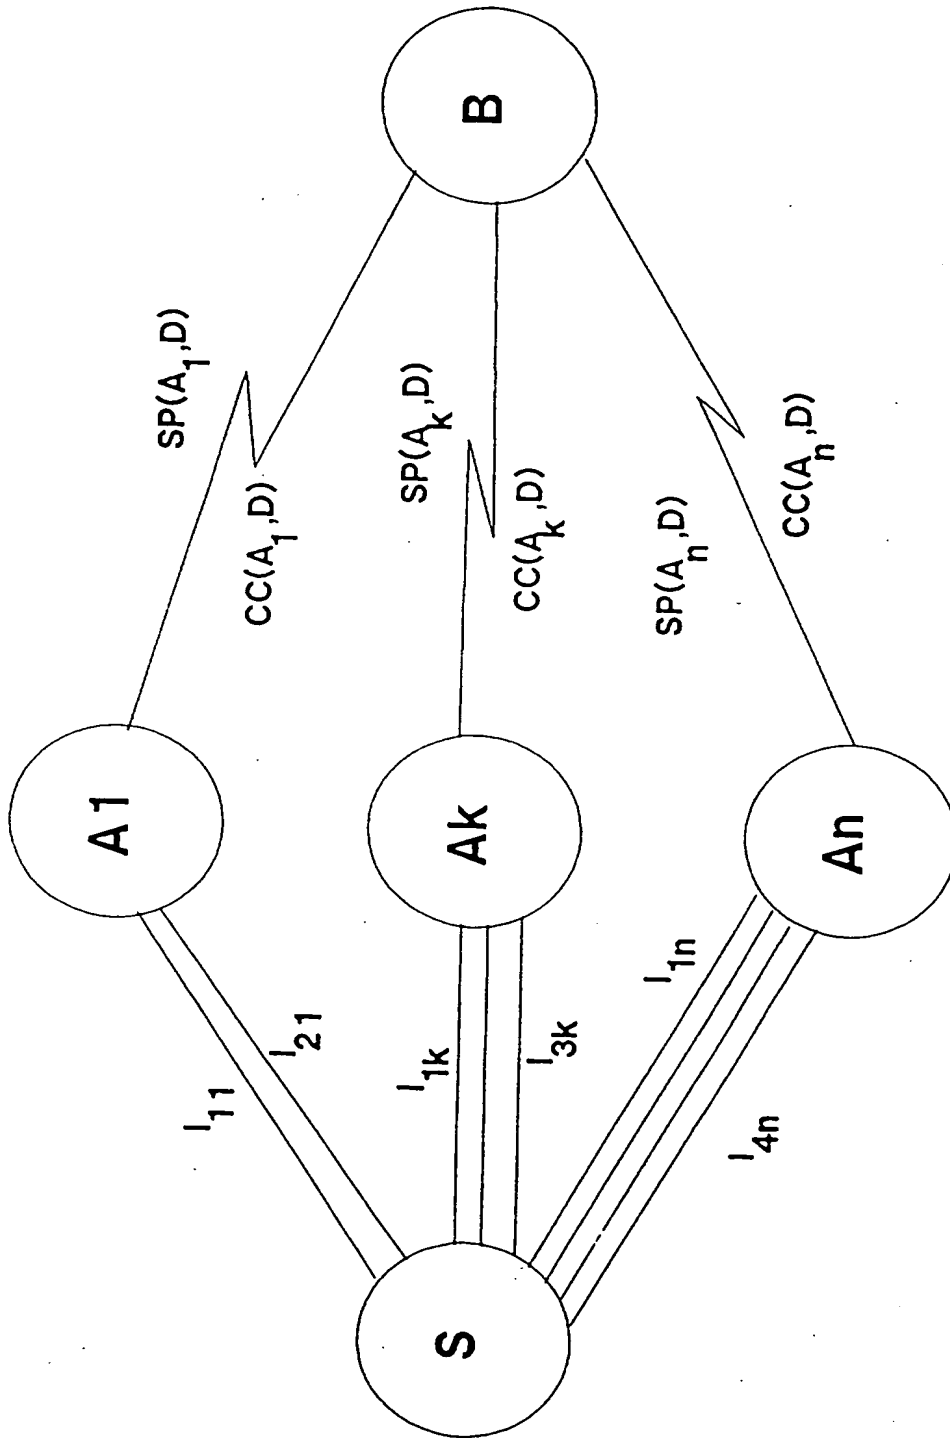 A1
SP(A₁,D)
CC(A₁,D)
I₁₁
I₂₁
S
I₁ₖ
I₃ₖ
Ak
SP(Aₖ,D)
CC(Aₖ,D)
B
I₁ₙ
I₄ₙ
An
SP(Aₙ,D)
CC(Aₙ,D)